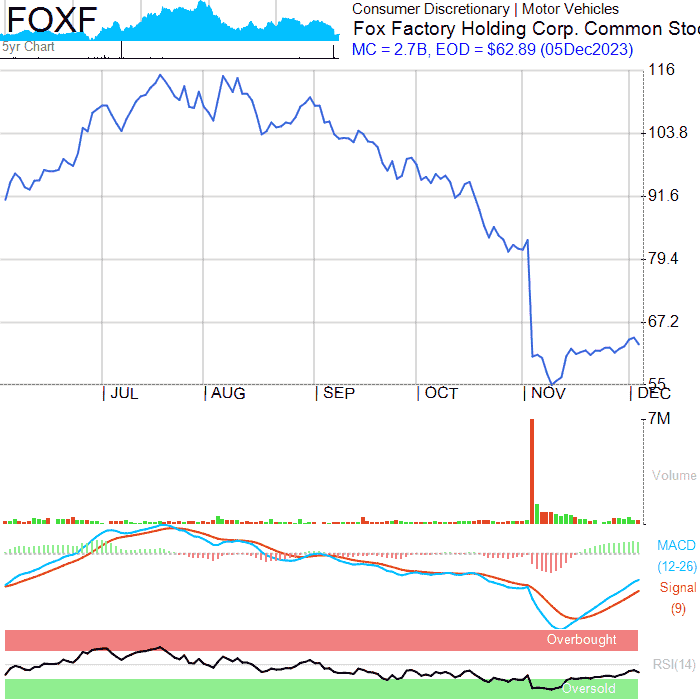 FOXF
5yr Chart
Consumer Discretionary | Motor Vehicles
Fox Factory Holding Corp. Common Sto
MC = 2.7B, EOD = $62.89 (05Dec2023)
116
103.8
91.6
79.4
67.2
55
| JUL | AUG | SEP | OCT | NOV | DEC
7M
Volume
MACD
(12-26)
Signal
(9)
Overbought
RSI(14)
Oversold